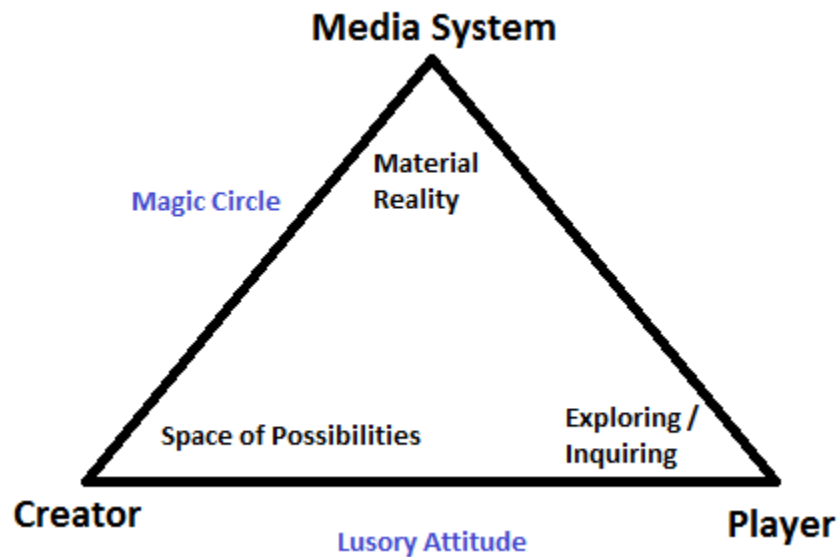 Media System
Material
Reality
Magic Circle
Exploring /
Inquiring
Space of Possibilities
Creator
Player
Lusory Attitude